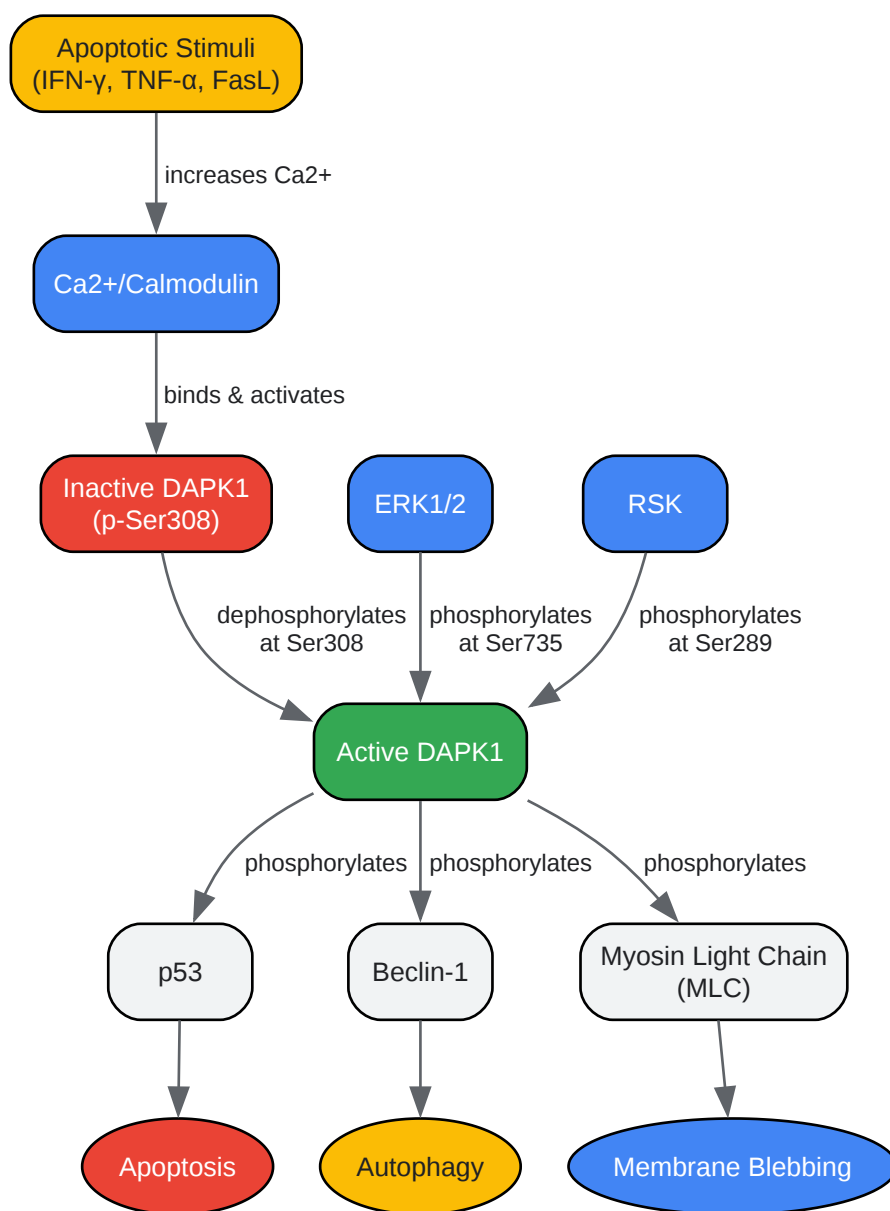 Apoptotic Stimuli
(IFN-γ, TNF-α, FasL)
increases Ca2+
Ca2+/Calmodulin
binds & activates
Inactive DAPK1
(p-Ser308)
ERK1/2
RSK
dephosphorylates
at Ser308
phosphorylates
at Ser735
phosphorylates
at Ser289
Active DAPK1
phosphorylates
phosphorylates
phosphorylates
p53
Beclin-1
Myosin Light Chain
(MLC)
Apoptosis
Autophagy
Membrane Blebbing